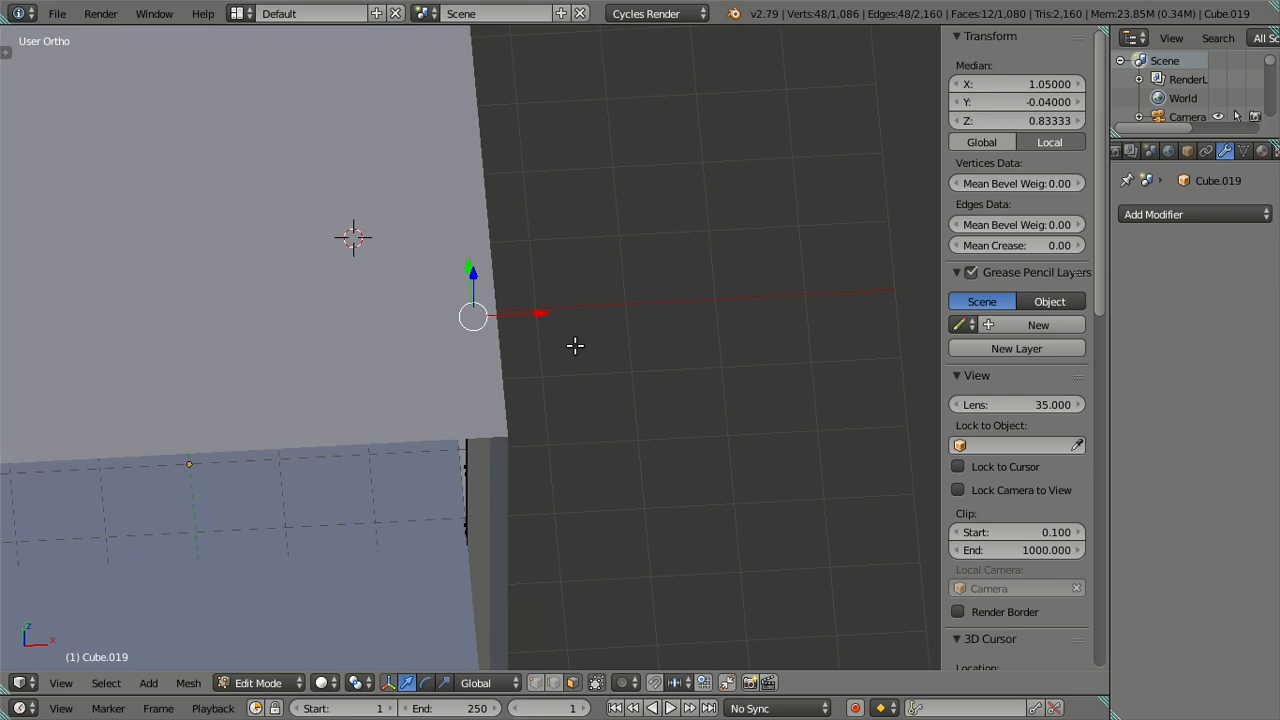 File Render Window Help Default Scene Cycles Render v2.79 | Verts:48/1,086 | Edges:48/2,160 | Faces:12/1,080 | Tris:2,160 | Mem:23.85M (0.34M) | Cube.019
User Ortho
Transform
View Search All Sc
Scene
Median:
RenderL
X: 1.05000
World
Y: -0.04000
Camera
Z: 0.83333
Global Local
Vertices Data:
Mean Bevel Weig: 0.00
Cube.019
Edges Data:
Add Modifier
Mean Bevel Weig: 0.00
Mean Crease: 0.00
Grease Pencil Layers
Scene Object
New
New Layer
View
Lens: 35.000
Lock to Object:
Lock to Cursor
Lock Camera to View
Clip:
Start: 0.100
End: 1000.000
Local Camera:
Camera
Render Border
3D Cursor
Location:
z
x
(1) Cube.019
View Select Add Mesh Edit Mode Global
View Marker Frame Playback Start: 1 End: 250 1 No Sync